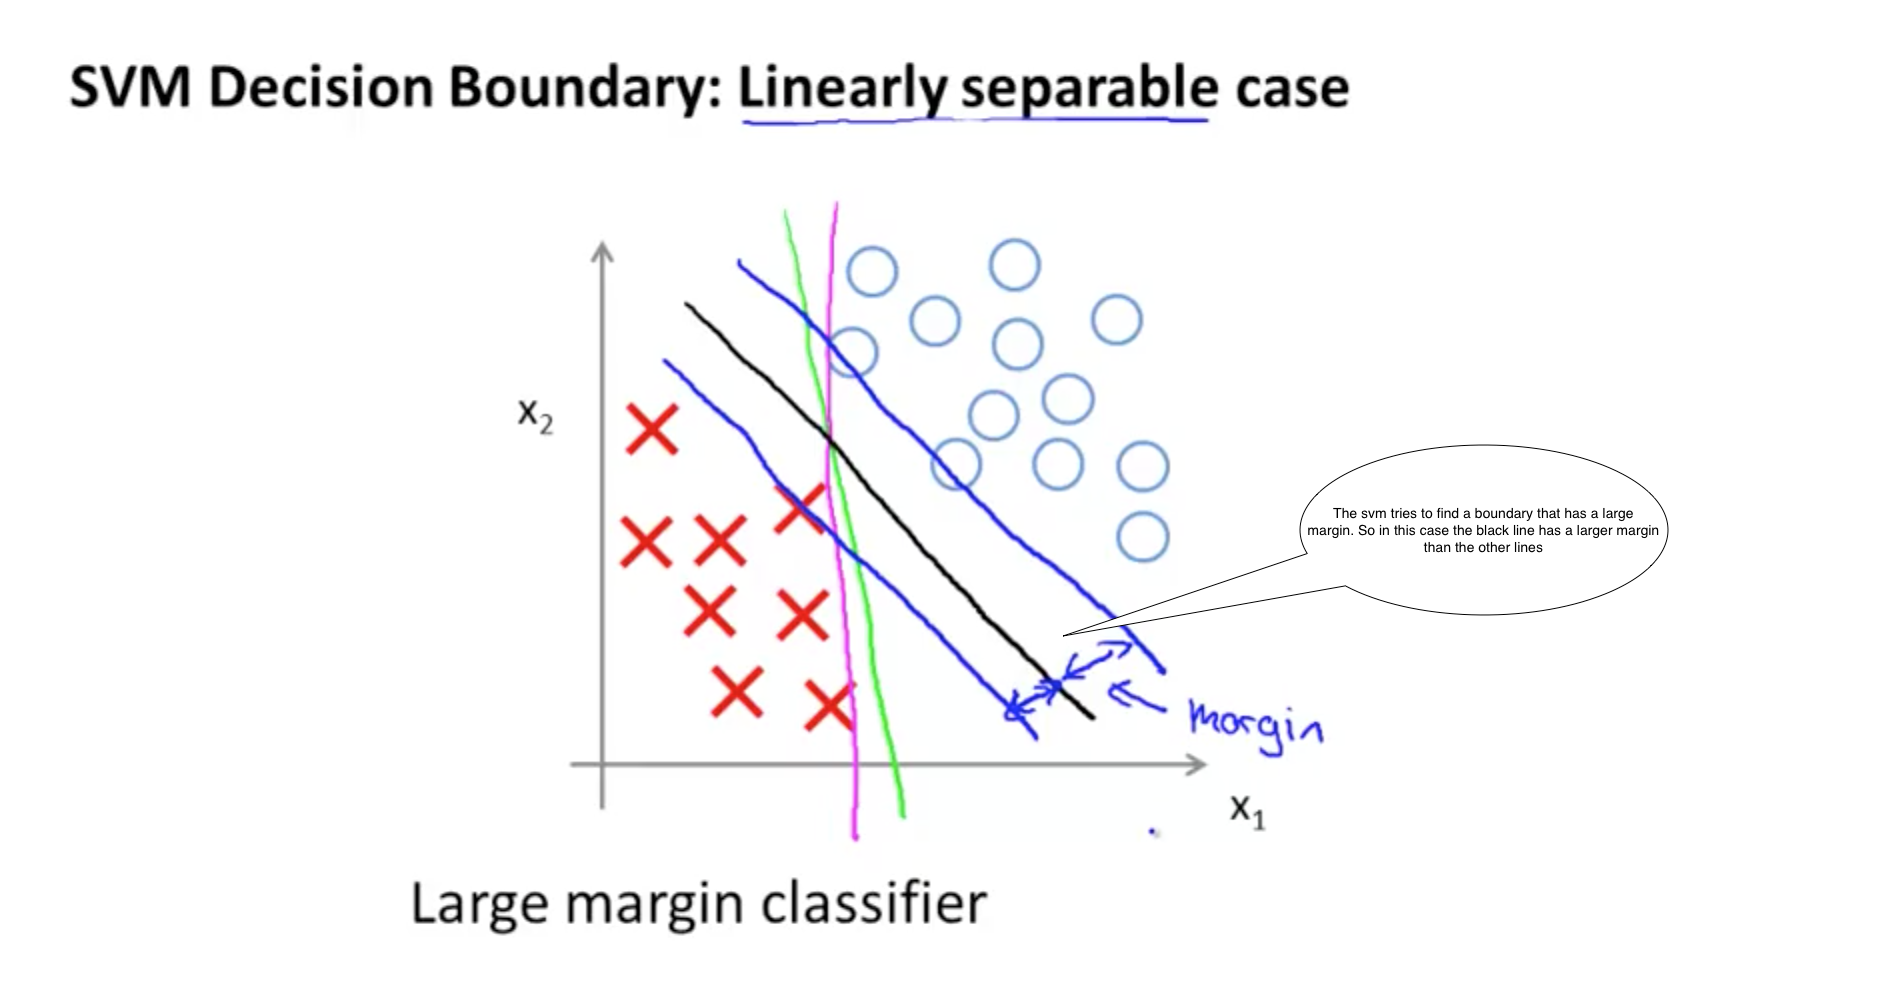 SVM Decision Boundary: Linearly separable case
x₂
The svm tries to find a boundary that has a large
margin. So in this case the black line has a larger margin
than the other lines
margin
x₁
Large margin classifier